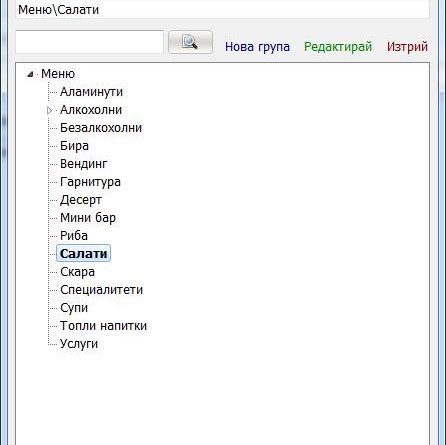 Меню\Салати
Нова група Редактирай Изтрий
Меню
Аламинути
Алкохолни
Безалкохолни
Бира
Вендинг
Гарнитура
Десерт
Мини бар
Риба
Салати
Скара
Специалитети
Супи
Топли напитки
Услуги